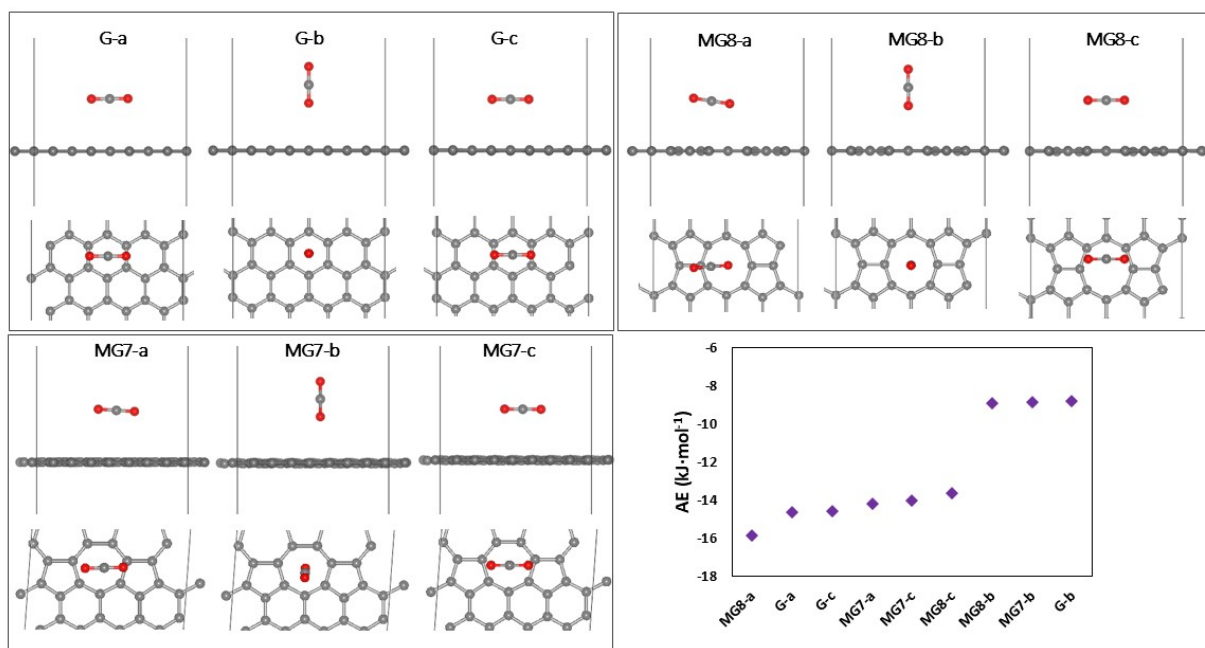 G-a G-b G-c
MG8-a MG8-b MG8-c
MG7-a MG7-b MG7-c
AE (kJ·mol⁻¹)
-6
-8
-10
-12
-14
-16
-18
MG8-a G-a G-c MG7-a MG7-c MG8-c MG8-b MG7-b G-b